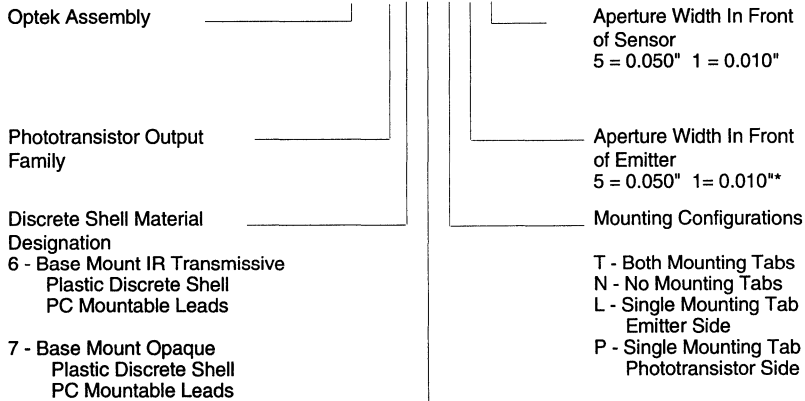 Optek Assembly
Phototransistor Output
Family
Discrete Shell Material
Designation
6 - Base Mount IR Transmissive
Plastic Discrete Shell
PC Mountable Leads
7 - Base Mount Opaque
Plastic Discrete Shell
PC Mountable Leads
Aperture Width In Front
of Sensor
5 = 0.050" 1 = 0.010"
Aperture Width In Front
of Emitter
5 = 0.050" 1= 0.010"*
Mounting Configurations
T - Both Mounting Tabs
N - No Mounting Tabs
L - Single Mounting Tab
Emitter Side
P - Single Mounting Tab
Phototransistor Side